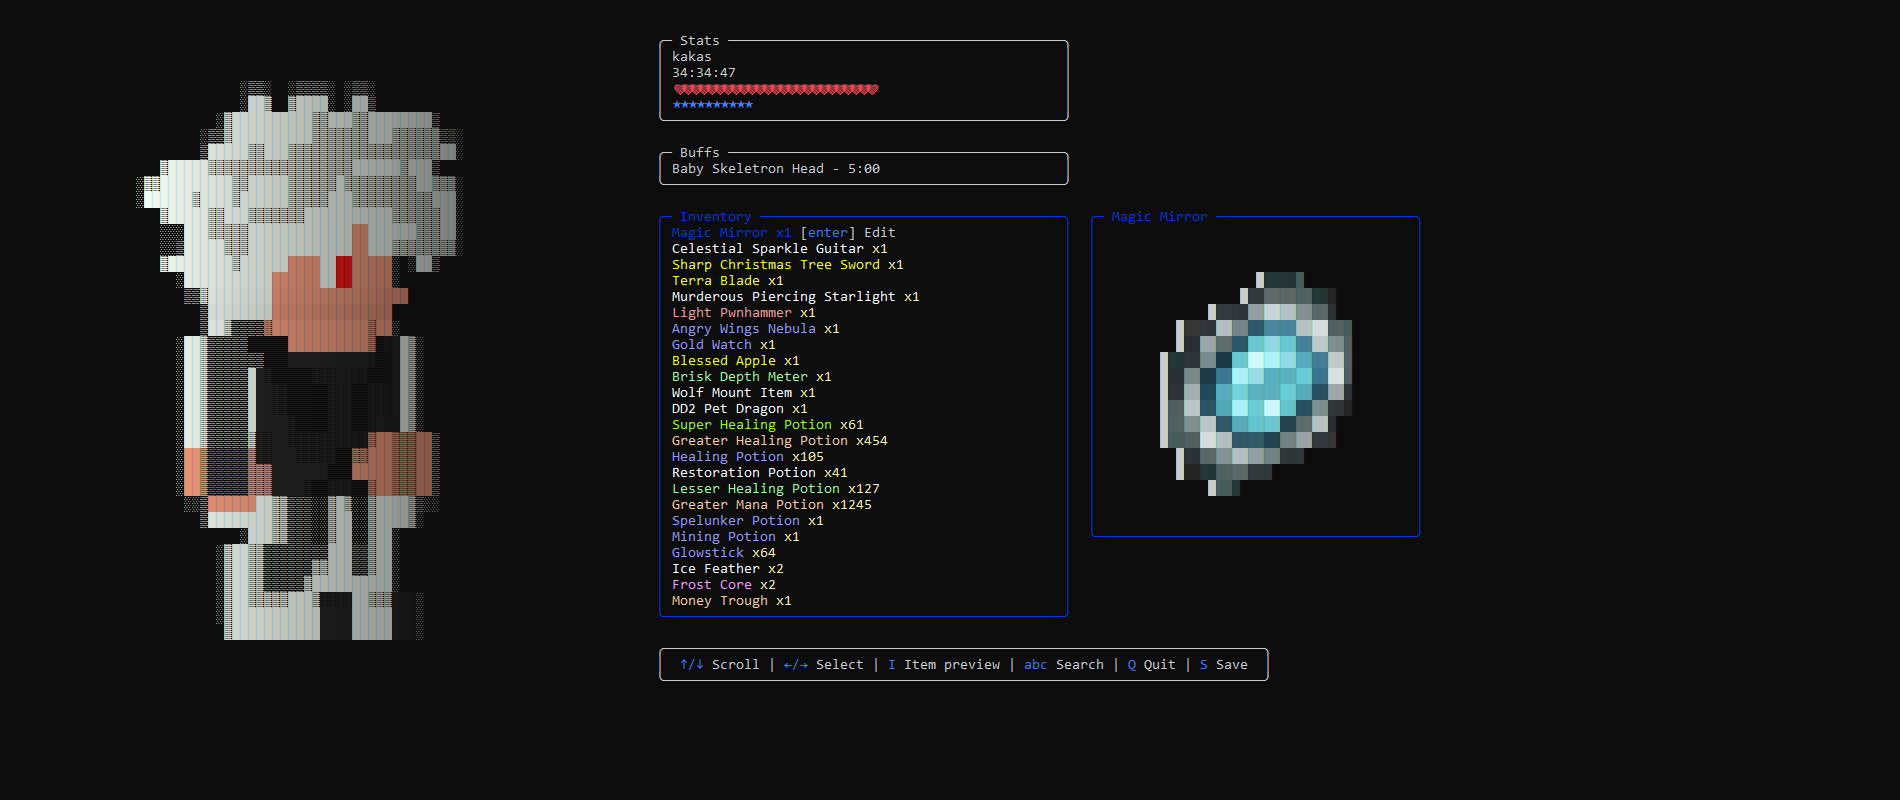 Stats
kakas
34:34:47
★★★★★★★★★★
Buffs
Baby Skeletron Head - 5:00
Inventory
Magic Mirror x1 [enter] Edit
Celestial Sparkle Guitar x1
Sharp Christmas Tree Sword x1
Terra Blade x1
Murderous Piercing Starlight x1
Light Pwnhammer x1
Angry Wings Nebula x1
Gold Watch x1
Blessed Apple x1
Brisk Depth Meter x1
Wolf Mount Item x1
DD2 Pet Dragon x1
Super Healing Potion x61
Greater Healing Potion x454
Healing Potion x105
Restoration Potion x41
Lesser Healing Potion x127
Greater Mana Potion x1245
Spelunker Potion x1
Mining Potion x1
Glowstick x64
Ice Feather x2
Frost Core x2
Money Trough x1
Magic Mirror
↑/↓ Scroll | ←/→ Select | I Item preview | abc Search | Q Quit | S Save